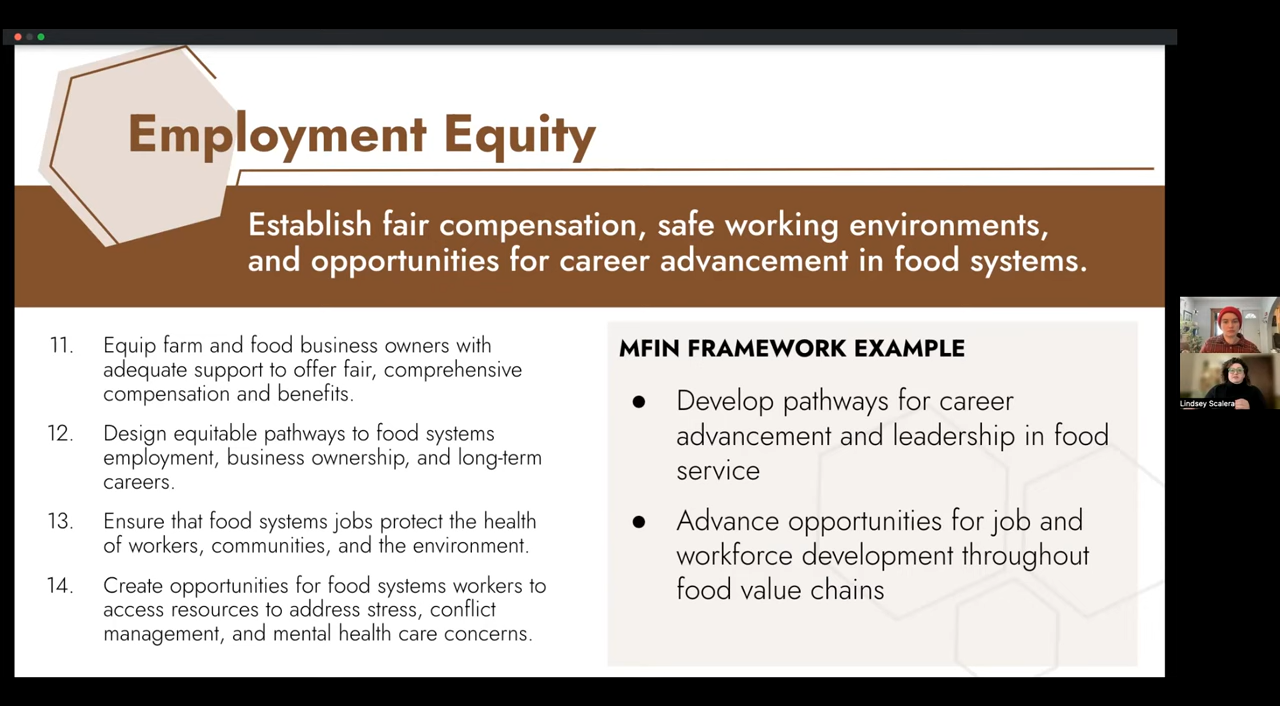 Employment Equity
Establish fair compensation, safe working environments,
and opportunities for career advancement in food systems.
11. Equip farm and food business owners with
adequate support to offer fair, comprehensive
compensation and benefits.
12. Design equitable pathways to food systems
employment, business ownership, and long-term
careers.
13. Ensure that food systems jobs protect the health
of workers, communities, and the environment.
14. Create opportunities for food systems workers to
access resources to address stress, conflict
management, and mental health care concerns.
MFIN FRAMEWORK EXAMPLE
● Develop pathways for career
advancement and leadership in food
service
● Advance opportunities for job and
workforce development throughout
food value chains
Lindsey Scalera